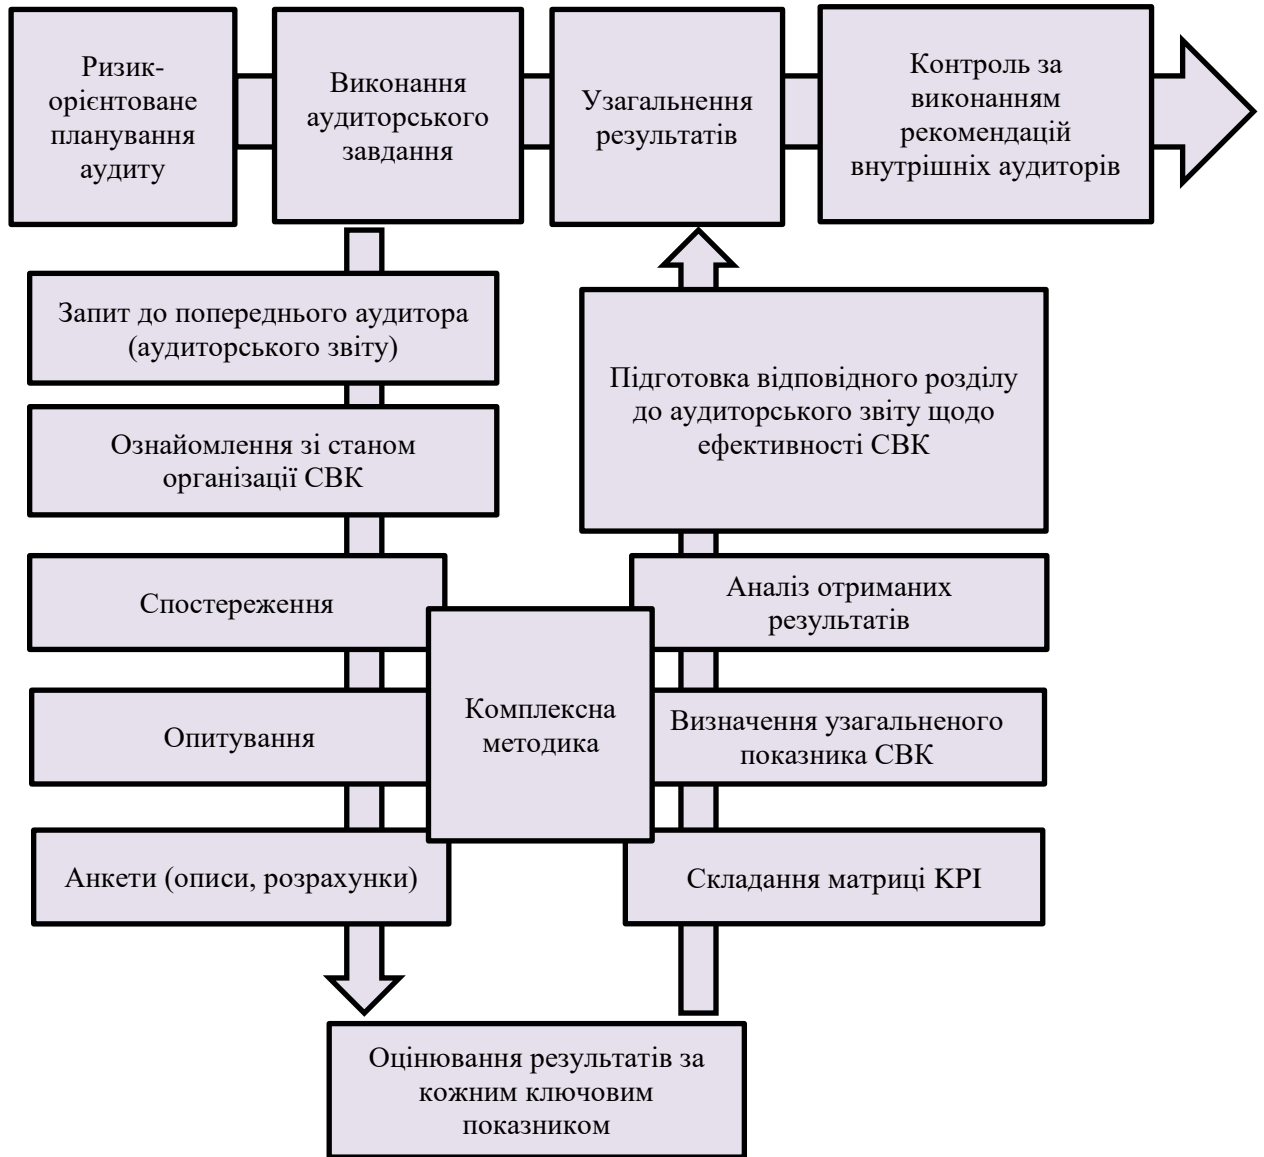 Ризик-
орієнтоване
планування
аудиту
Виконання
аудиторського
завдання
Узагальнення
результатів
Контроль за
виконанням
рекомендацій
внутрішніх аудиторів
Запит до попереднього аудитора
(аудиторського звіту)
Ознайомлення зі станом
організації СВК
Спостереження
Опитування
Анкети (описи, розрахунки)
Комплексна
методика
Підготовка відповідного розділу
до аудиторського звіту щодо
ефективності СВК
Аналіз отриманих
результатів
Визначення узагальненого
показника СВК
Складання матриці KPI
Оцінювання результатів за
кожним ключовим
показником